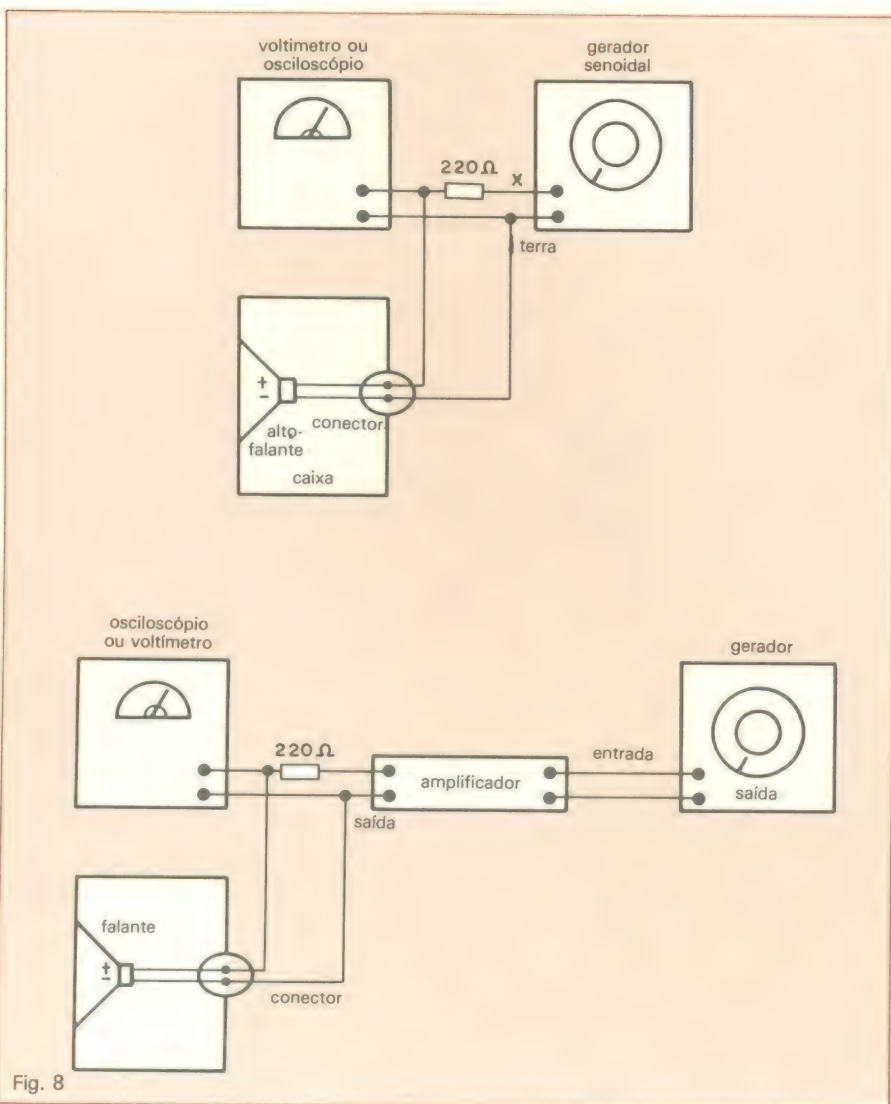 voltimetro ou
osciloscópio
gerador
senoidal
220Ω
X
terra
+
-
alto-
falante
conector
caixa
osciloscópio
ou voltímetro
gerador
220Ω
entrada
amplificador
saída
saída
falante
+
-
conector
Fig. 8